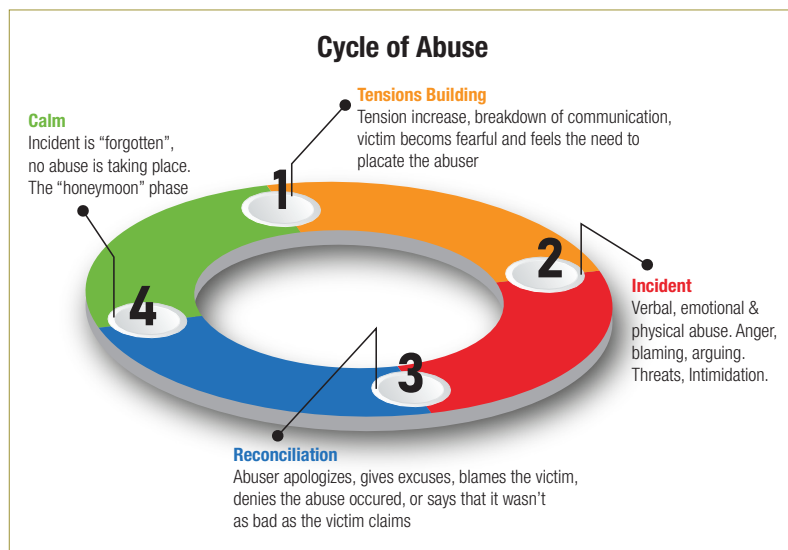 Cycle of Abuse
Tensions Building
Tension increase, breakdown of communication,
victim becoms fearful and feels the need to
placate the abuser
Calm
Incident is “forgotten”,
no abuse is taking place.
The “honeymoon” phase
1
2
Incident
Verbal, emotional &
physical abuse. Anger,
blaming, arguing.
Threats, Intimidation.
4
3
Reconciliation
Abuser apologizes, gives excuses, blames the victim,
denies the abuse occured, or says that it wasn’t
as bad as the victim claims